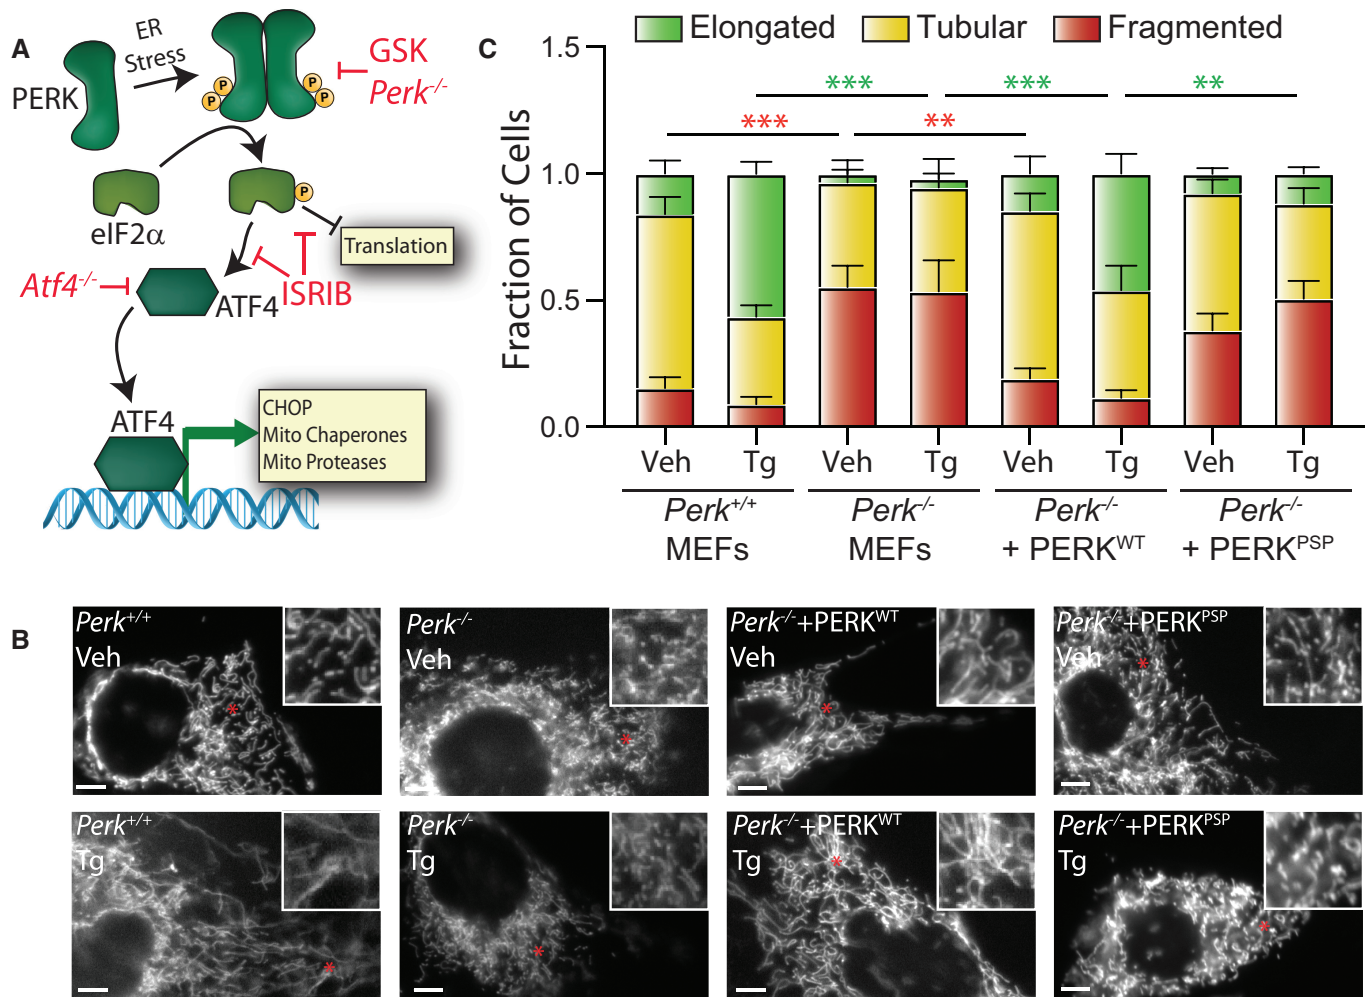 A
PERK
ER
Stress
P
P
P
P
GSK
Perk-/-
eIF2α
P
Translation
Atf4-/-
ATF4
ISRIB
ATF4
CHOP
Mito Chaperones
Mito Proteases
C
Elongated
Tubular
Fragmented
Fraction of Cells
1.5
1.0
0.5
0.0
*** *** **
*** **
Veh Tg Veh Tg Veh Tg Veh Tg
Perk+/+
MEFs
Perk-/-
MEFs
Perk-/-
+ PERKWT
Perk-/-
+ PERKPSP
B
Perk+/+
Veh
*
Perk-/-
Veh
*
Perk-/-+PERKWT
Veh
*
Perk-/-+PERKPSP
Veh
*
Perk+/+
Tg
*
Perk-/-
Tg
*
Perk-/-+PERKWT
Tg
*
Perk-/-+PERKPSP
Tg
*